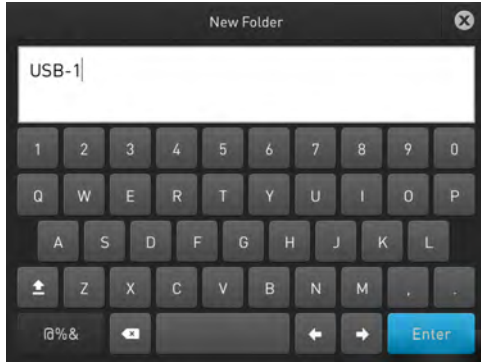 New Folder
USB-1
1 2 3 4 5 6 7 8 9 0
Q W E R T Y U I O P
A S D F G H J K L
Z X C V B N M , .
@%& Enter